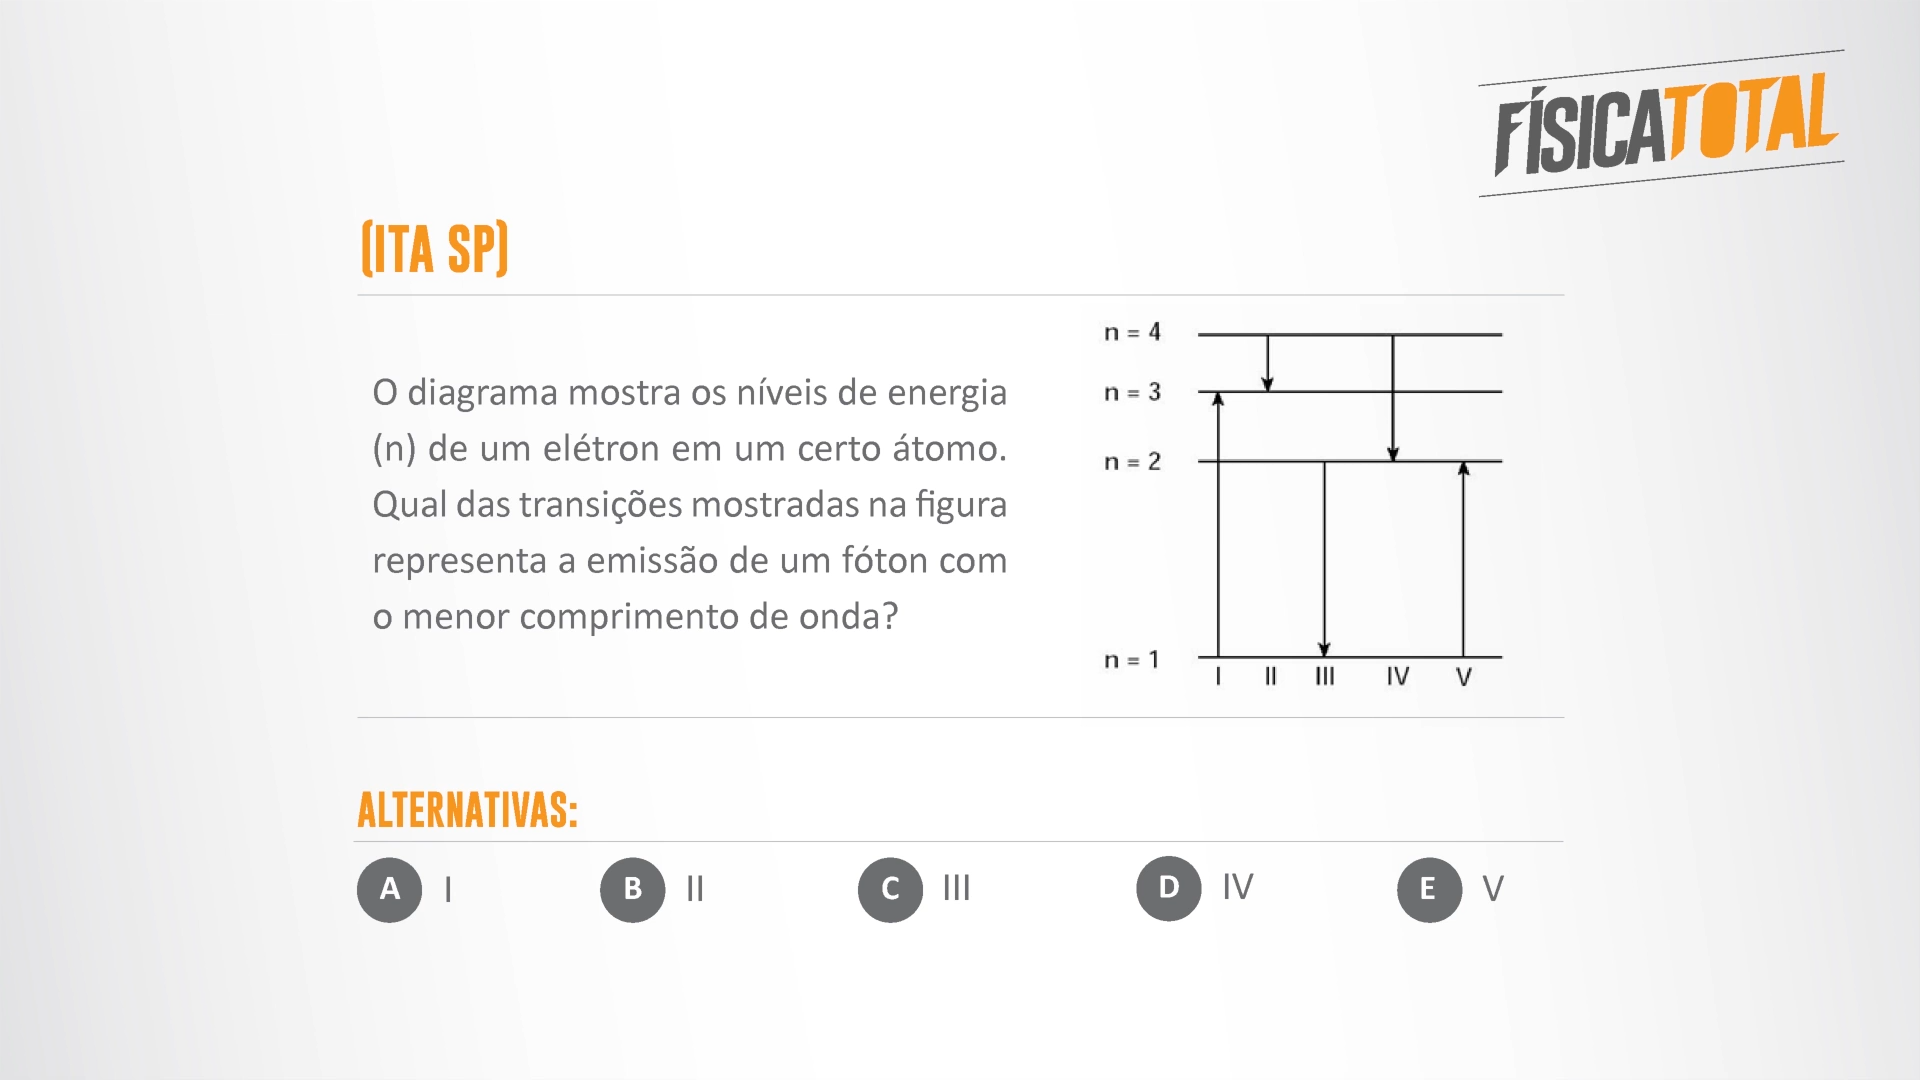 FÍSICATOTAL
(ITA SP)
O diagrama mostra os níveis de energia
(n) de um elétron em um certo átomo.
Qual das transições mostradas na figura
representa a emissão de um fóton com
o menor comprimento de onda?
n = 4
n = 3
n = 2
n = 1
I II III IV V
ALTERNATIVAS:
A I B II C III D IV E V